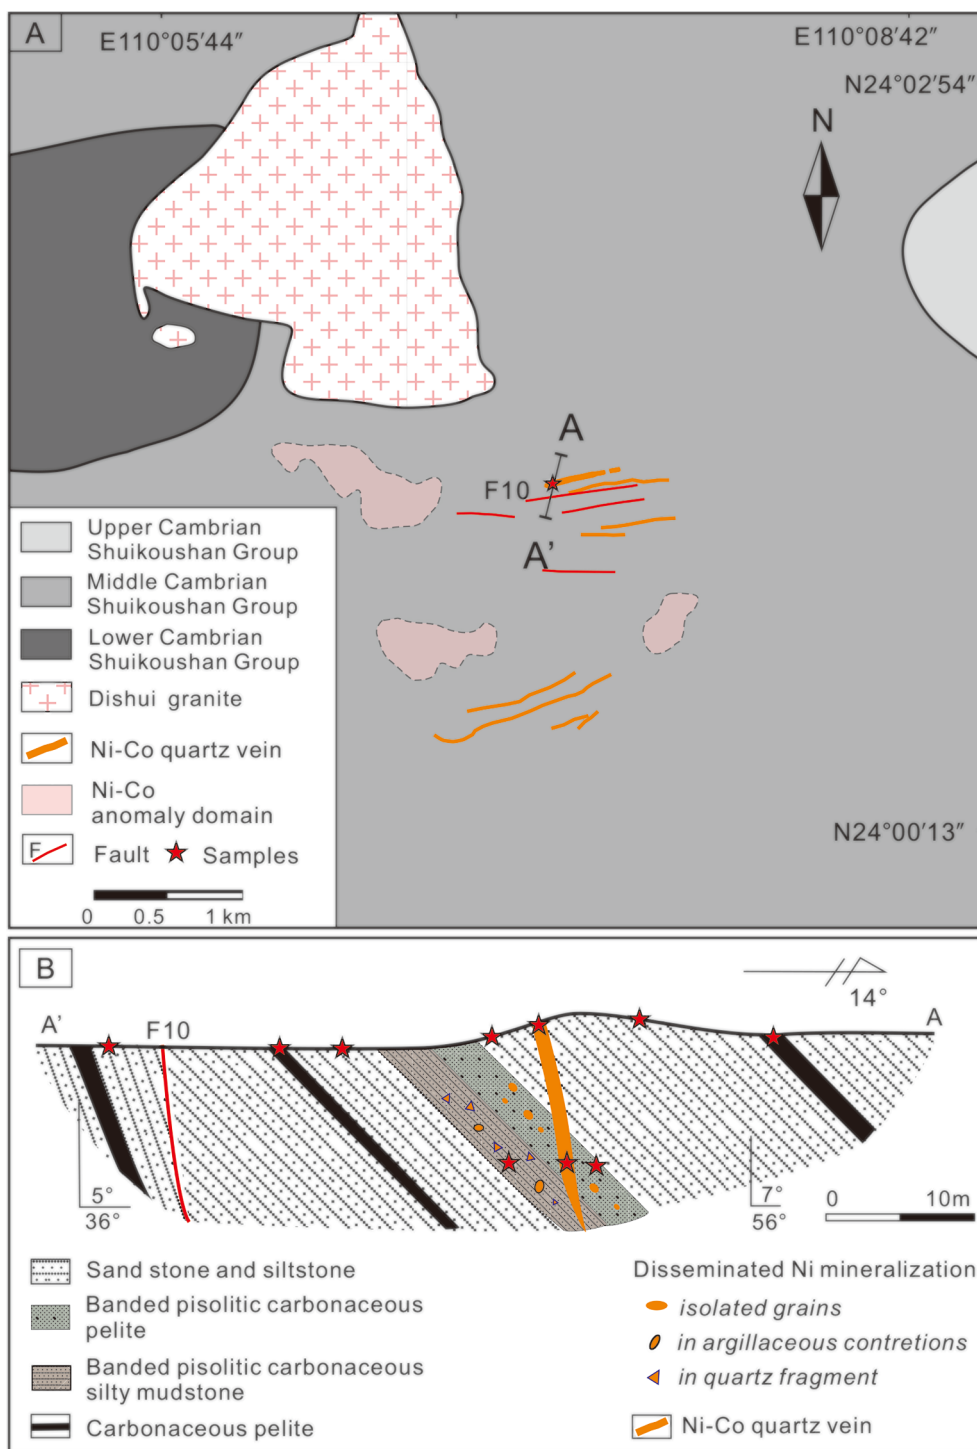 A
E110°05′44″
E110°08′42″
N24°02′54″
N
A
F10
A’
Upper Cambrian
Shuikoushan Group
Middle Cambrian
Shuikoushan Group
Lower Cambrian
Shuikoushan Group
Dishui granite
Ni-Co quartz vein
Ni-Co
anomaly domain
F
Fault
Samples
0 0.5 1 km
N24°00′13″
B
14°
A’
F10
A
5°
36°
7°
56°
0 10m
Sand stone and siltstone
Banded pisolitic carbonaceous
pelite
Banded pisolitic carbonaceous
silty mudstone
Carbonaceous pelite
Disseminated Ni mineralization
isolated grains
in argillaceous contretions
in quartz fragment
Ni-Co quartz vein